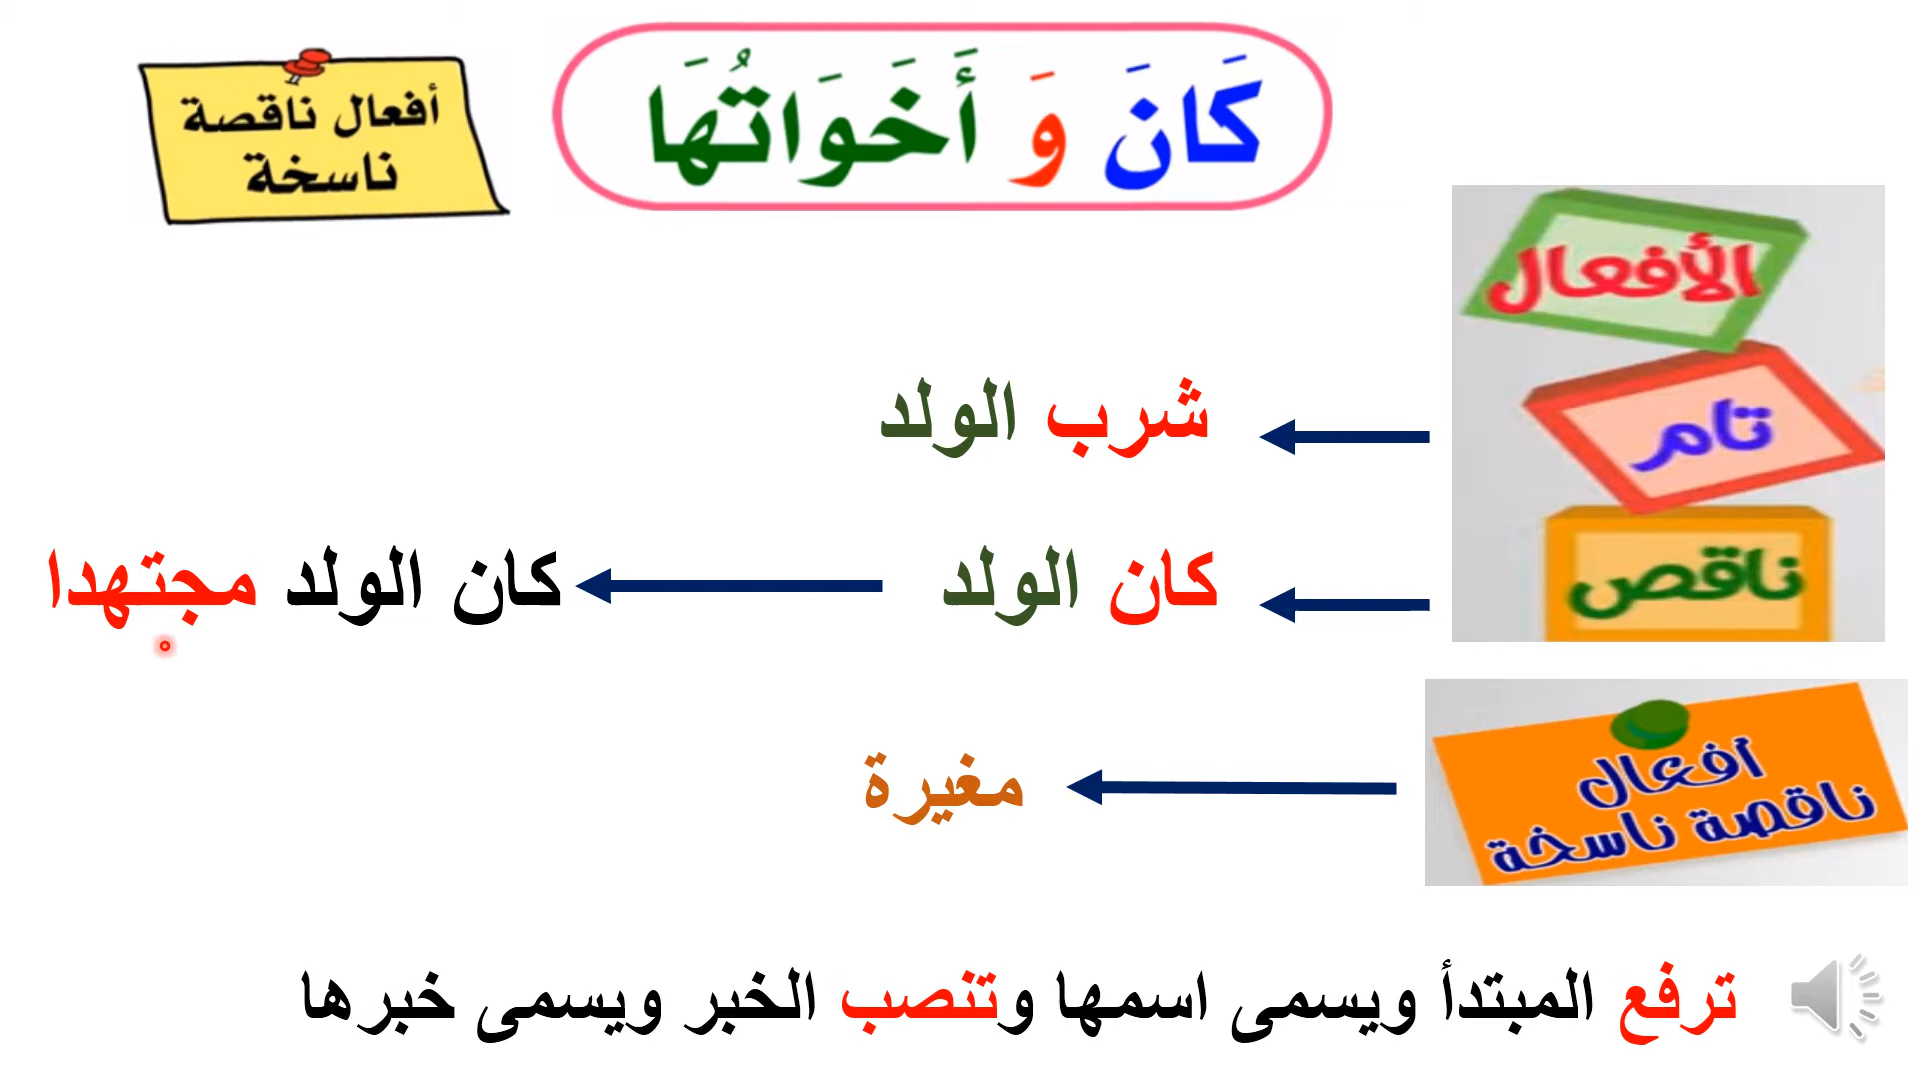 كَانَ وَ أَخَوَاتُهَا
أفعال ناقصة
ناسخة
الأفعال
تام
شرب الولد
ناقص
كان الولد
كان الولد مجتهدا
أفعال
ناقصة ناسخة
مغيرة
ترفع المبتدأ ويسمى اسمها وتنصب الخبر ويسمى خبرها